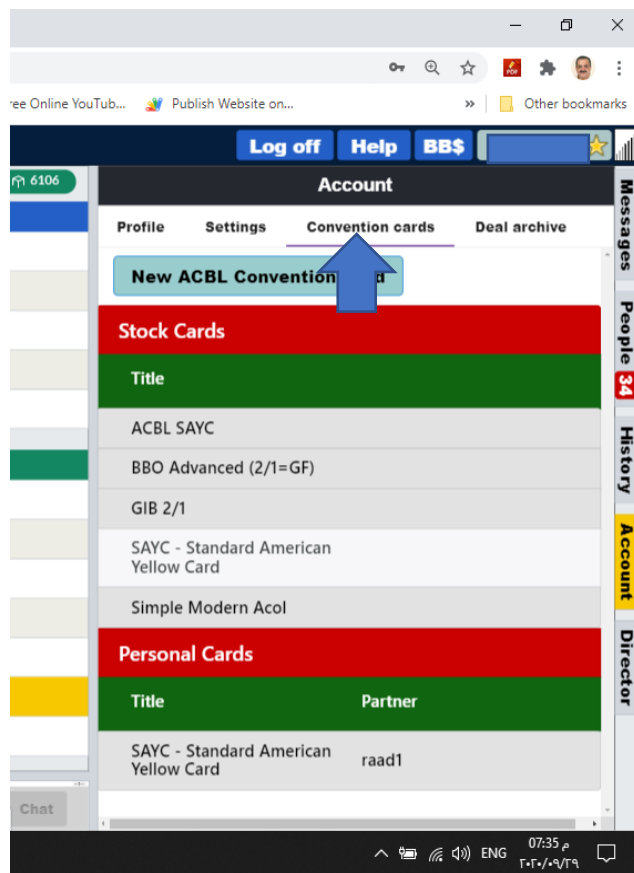 ree Online YouTub...
Publish Website on...
»
Other bookmarks
Log off
Help
BB$
6106
Account
Profile
Settings
Convention cards
Deal archive
New ACBL Convention
Stock Cards
Title
ACBL SAYC
BBO Advanced (2/1=GF)
GIB 2/1
SAYC - Standard American
Yellow Card
Simple Modern Acol
Personal Cards
Title
Partner
SAYC - Standard American
Yellow Card
raad1
Messages
People
34
History
Account
Director
Chat
ENG
07:35 م
٢٠٢٠/٠٩/٢٩
PDF